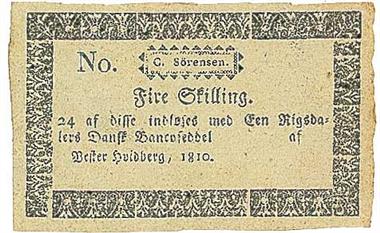 No. C. Sörensen.
Fire Skilling.
24 af disse indløses med Een Rigsda-
lers Dansk Bancoseddel af
Vester Hvidberg, 1810.